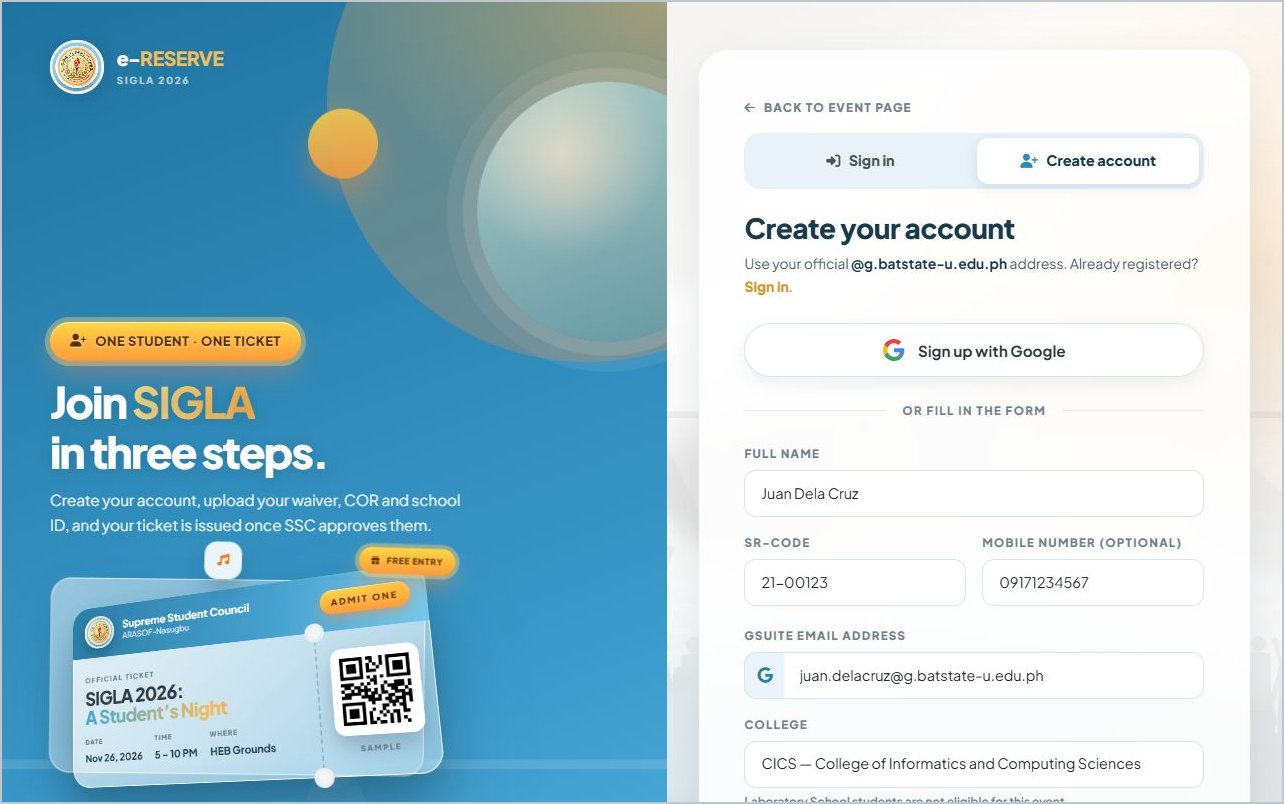 e-RESERVE
SIGLA 2026
ONE STUDENT · ONE TICKET
Join SIGLA
in three steps.
Create your account, upload your waiver, COR and school
ID, and your ticket is issued once SSC approves them.
FREE ENTRY
Supreme Student Council
ARASOF-Nasugbu
ADMIT ONE
OFFICIAL TICKET
SIGLA 2026:
A Student's Night
DATE TIME WHERE
Nov 26, 2026 5 – 10 PM HEB Grounds
SAMPLE
← BACK TO EVENT PAGE
Sign in
Create account
Create your account
Use your official @g.batstate-u.edu.ph address. Already registered?
Sign in.
Sign up with Google
OR FILL IN THE FORM
FULL NAME
Juan Dela Cruz
SR-CODE
21-00123
MOBILE NUMBER (OPTIONAL)
09171234567
GSUITE EMAIL ADDRESS
G juan.delacruz@g.batstate-u.edu.ph
COLLEGE
CICS — College of Informatics and Computing Sciences
Laboratory School students are not eligible for this event.